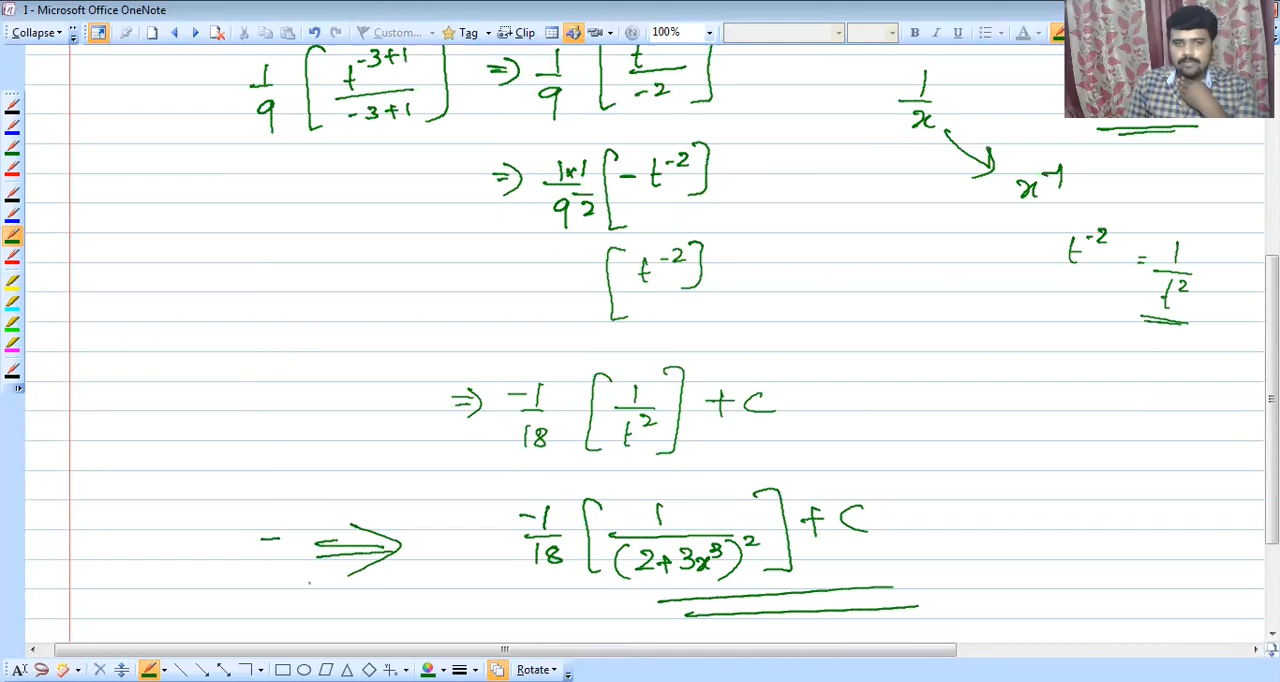 I - Microsoft Office OneNote
Collapse Custom... Tag Clip 100% B I U A
1/9 [ t^-3+1 / -3+1 ] => 1/9 [ t / -2 ]
1/x
x^-1
=> 1×1/9 2 [ - t^-2 ]
[ t^-2 ]
t^-2 = 1/t^2
=> -1/18 [ 1/t^2 ] + C
- => -1/18 [ 1/(2+3x^3)^2 ] + C
Rotate